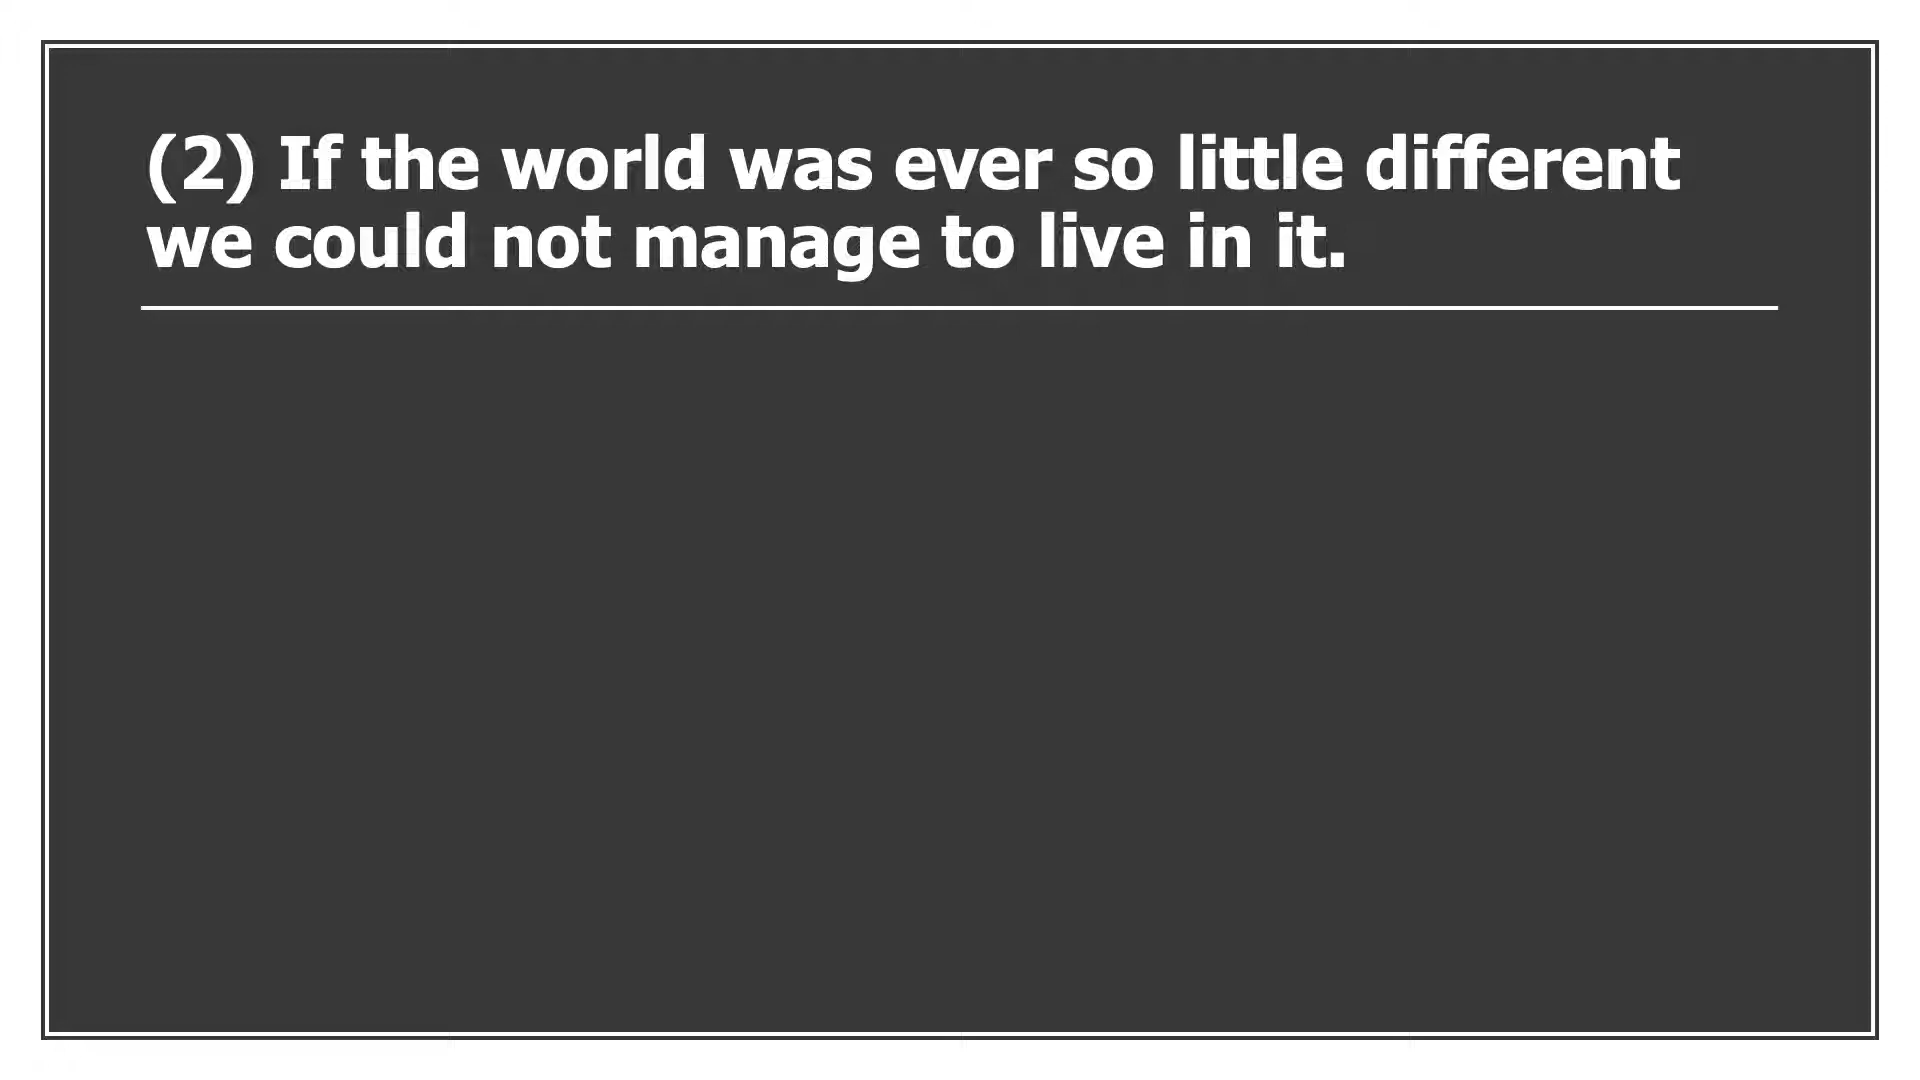 (2) If the world was ever so little different
we could not manage to live in it.